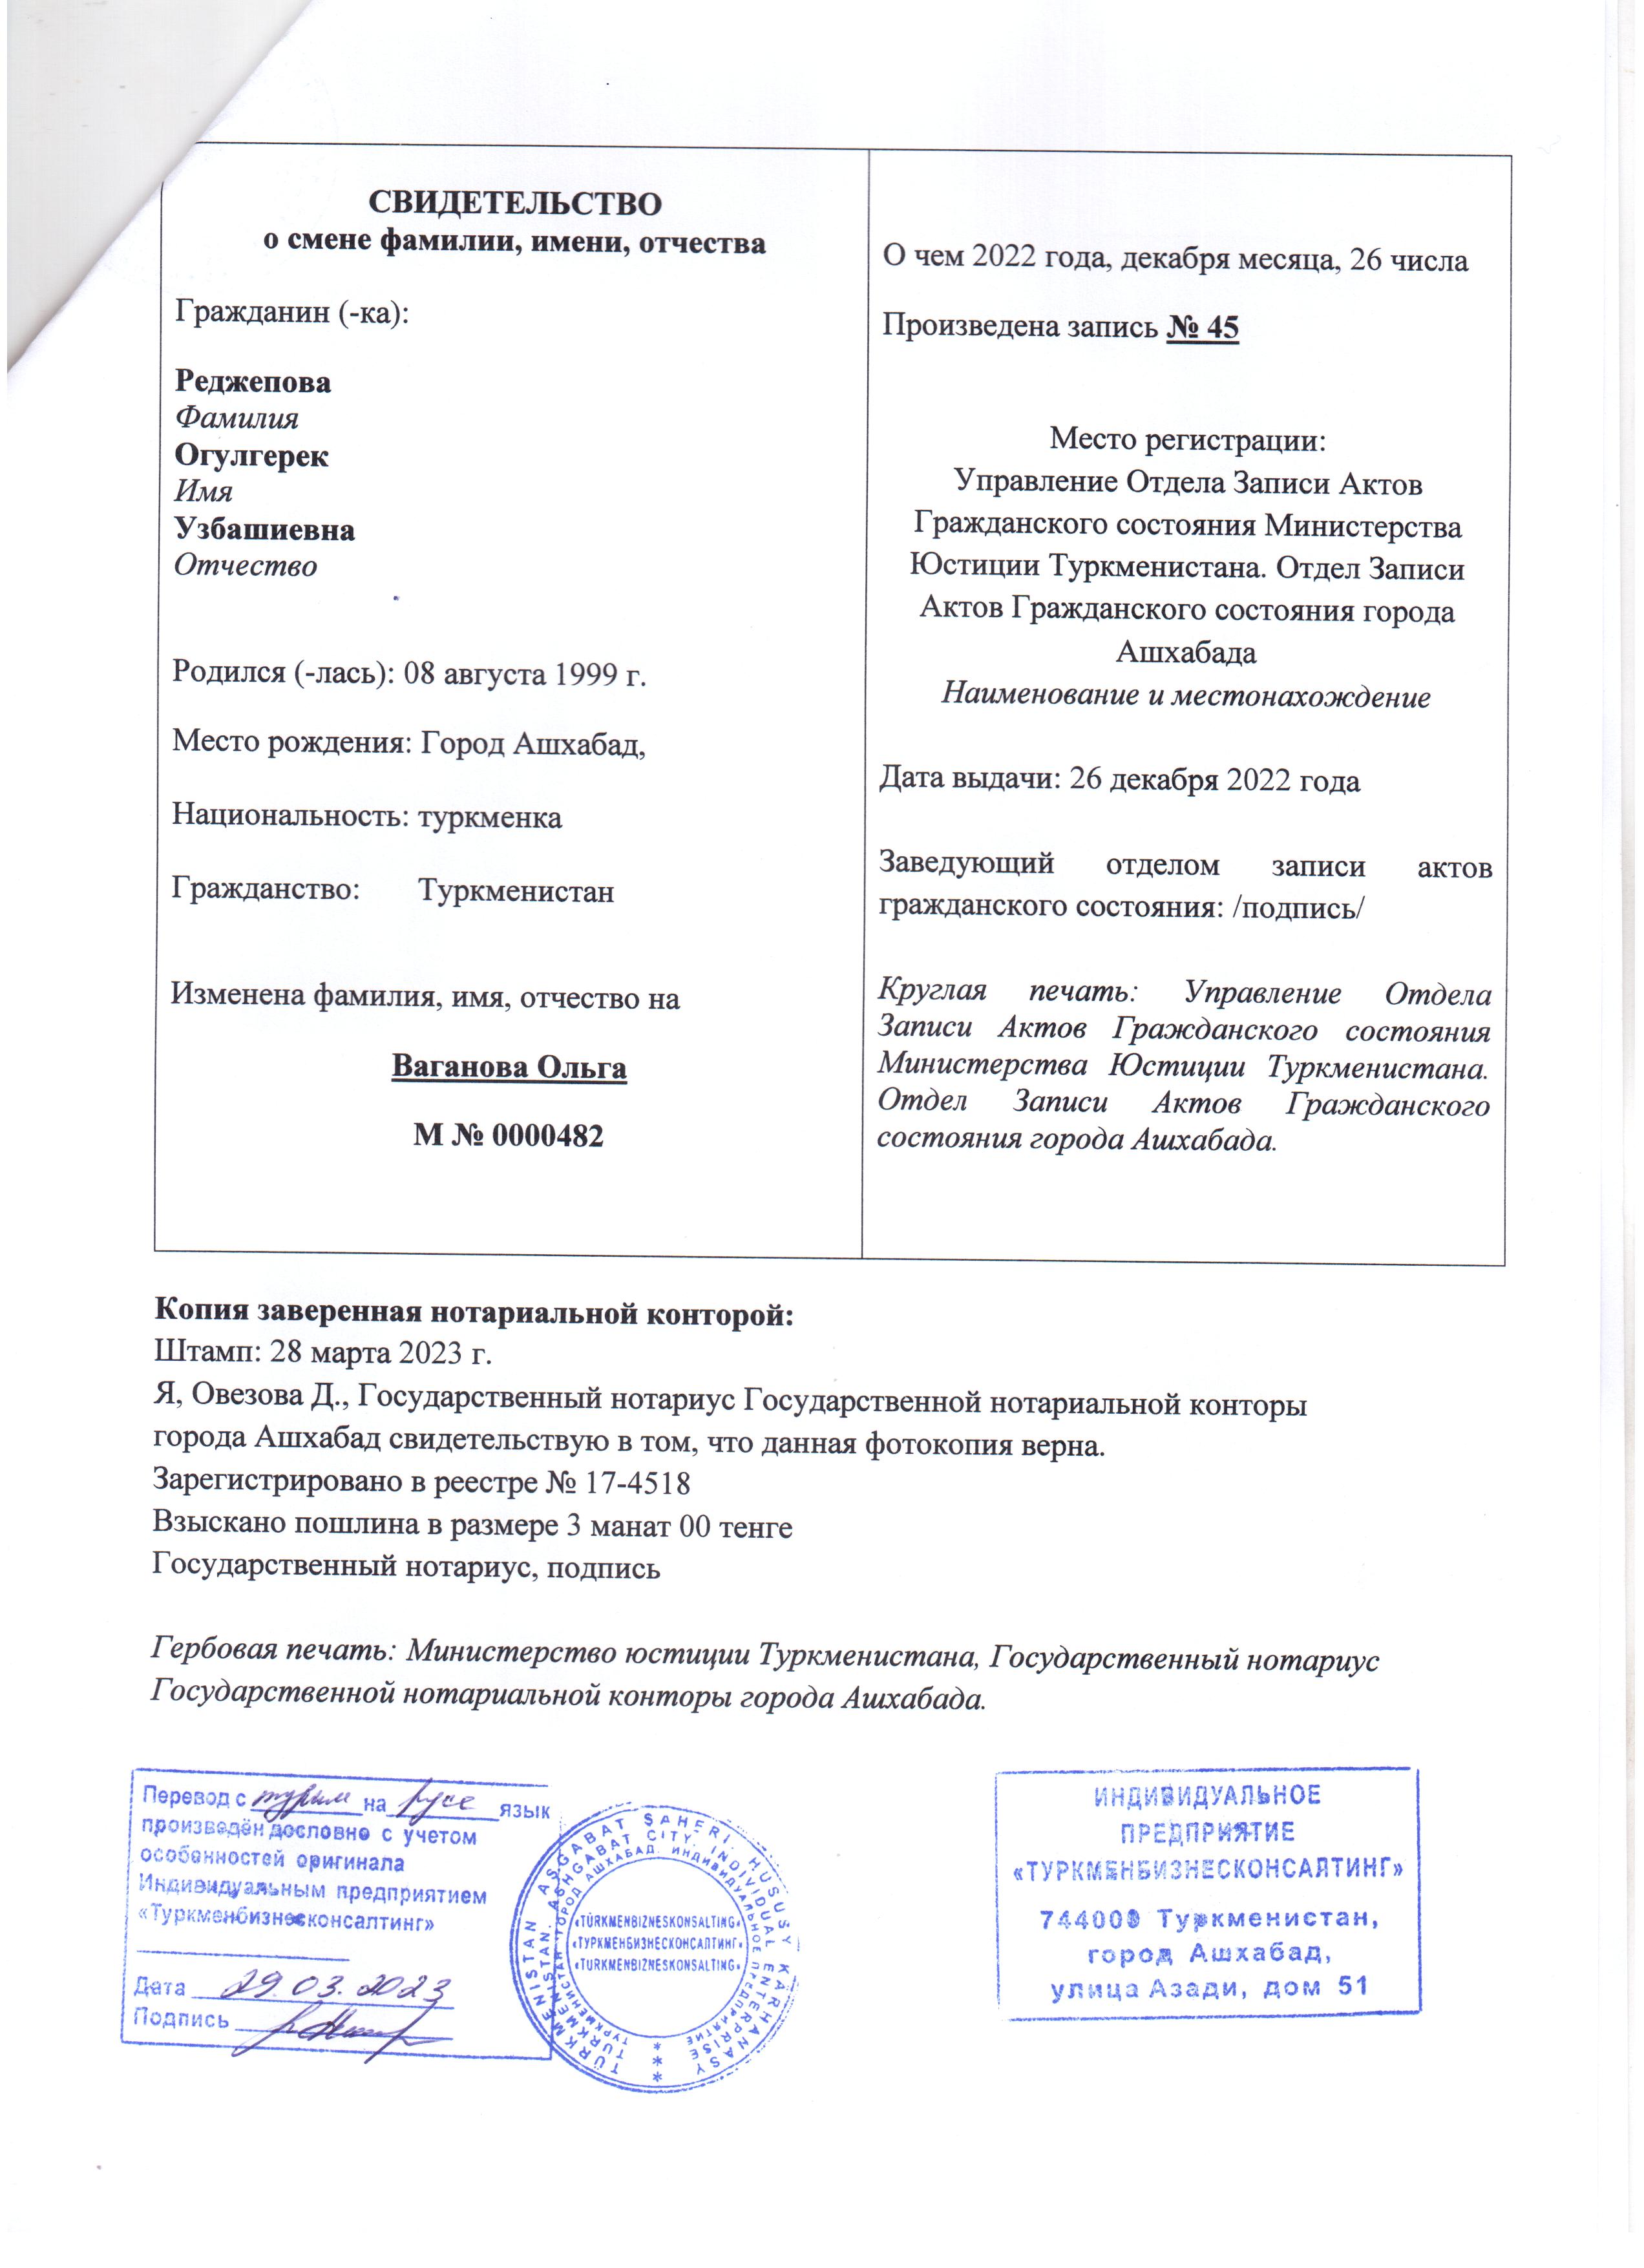 СВИДЕТЕЛЬСТВО
о смене фамилии, имени, отчества
Гражданин (-ка):
Реджепова
Фамилия
Огулгерек
Имя
Узбашиевна
Отчество
Родился (-лась): 08 августа 1999 г.
Место рождения: Город Ашхабад,
Национальность: туркменка
Гражданство: Туркменистан
Изменена фамилия, имя, отчество на
Ваганова Ольга
М № 0000482
О чем 2022 года, декабря месяца, 26 числа
Произведена запись № 45
Место регистрации:
Управление Отдела Записи Актов
Гражданского состояния Министерства
Юстиции Туркменистана. Отдел Записи
Актов Гражданского состояния города
Ашхабада
Наименование и местонахождение
Дата выдачи: 26 декабря 2022 года
Заведующий отделом записи актов
гражданского состояния: /подпись/
Круглая печать: Управление Отдела
Записи Актов Гражданского состояния
Министерства Юстиции Туркменистана.
Отдел Записи Актов Гражданского
состояния города Ашхабада.
Копия заверенная нотариальной конторой:
Штамп: 28 марта 2023 г.
Я, Овезова Д., Государственный нотариус Государственной нотариальной конторы
города Ашхабад свидетельствую в том, что данная фотокопия верна.
Зарегистрировано в реестре № 17-4518
Взыскано пошлина в размере 3 манат 00 тенге
Государственный нотариус, подпись
Гербовая печать: Министерство юстиции Туркменистана, Государственный нотариус
Государственной нотариальной конторы города Ашхабада.
Перевод с на язык
произведён дословно с учетом
особенностей оригинала
Индивидуальным предприятием
«Туркменбизнесконсалтинг»
Дата 29.03.2023
Подпись
TÜRKMENISTAN AŞGABAT ŞÄHERI, HUSUSY KÄRHANASY
TURKMENISTAN, ASHGABAT CITY, INDIVIDUAL ENTERPRISE
ТУРКМЕНИСТАН ГОРОД АШХАБАД, ИНДИВИДУАЛЬНОЕ ПРЕДПРИЯТИЕ
«TÜRKMENBIZNESKONSALTING»
«ТУРКМЕНБИЗНЕСКОНСАЛТИНГ»
«TURKMENBIZNESKONSALTING»
ИНДИВИДУАЛЬНОЕ
ПРЕДПРИЯТИЕ
«ТУРКМЕНБИЗНЕСКОНСАЛТИНГ»
Туркменистан,
город Ашхабад,
улица Азади, дом 51